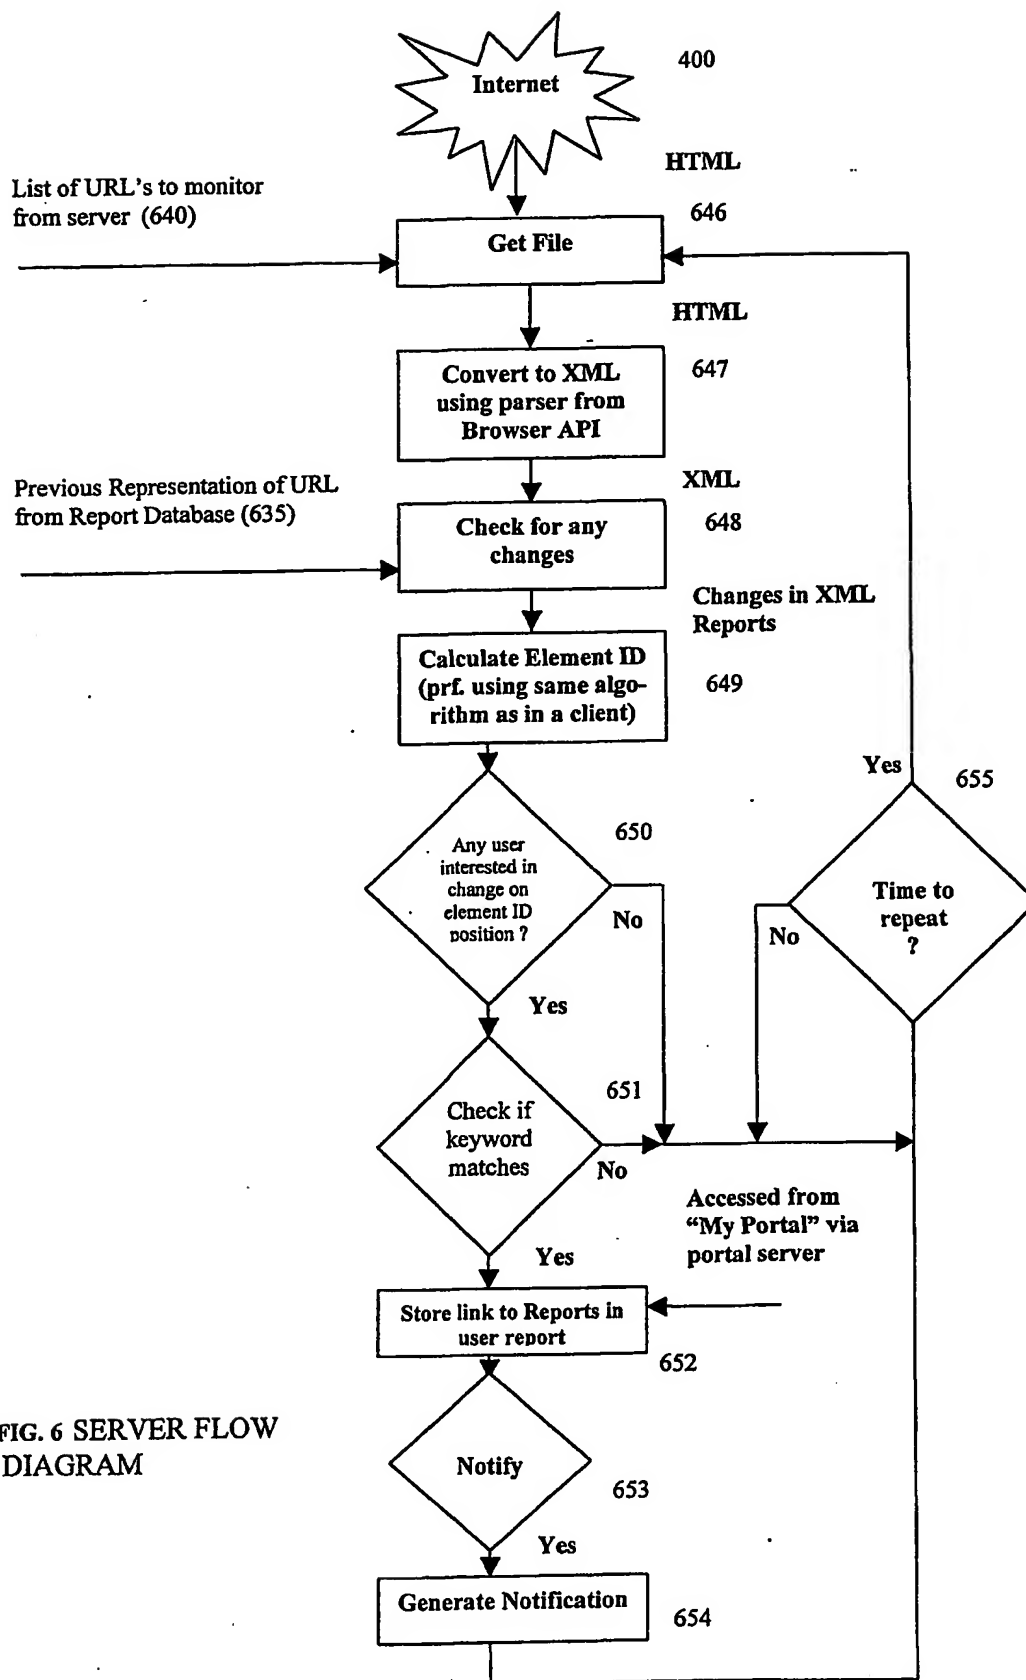 Internet
400
HTML
List of URL's to monitor
from server (640)
646
Get File
HTML
647
Convert to XML
using parser from
Browser API
XML
Previous Representation of URL
from Report Database (635)
648
Check for any
changes
Changes in XML
Reports
Calculate Element ID
(prf. using same algo-
rithm as in a client)
649
Yes
655
650
Any user
interested in
change on
element ID
position ?
No
Time to
repeat
?
No
Yes
651
Check if
keyword
matches
No
Accessed from
"My Portal" via
portal server
Yes
Store link to Reports in
user report
652
FIG. 6 SERVER FLOW
DIAGRAM
Notify
653
Yes
Generate Notification
654